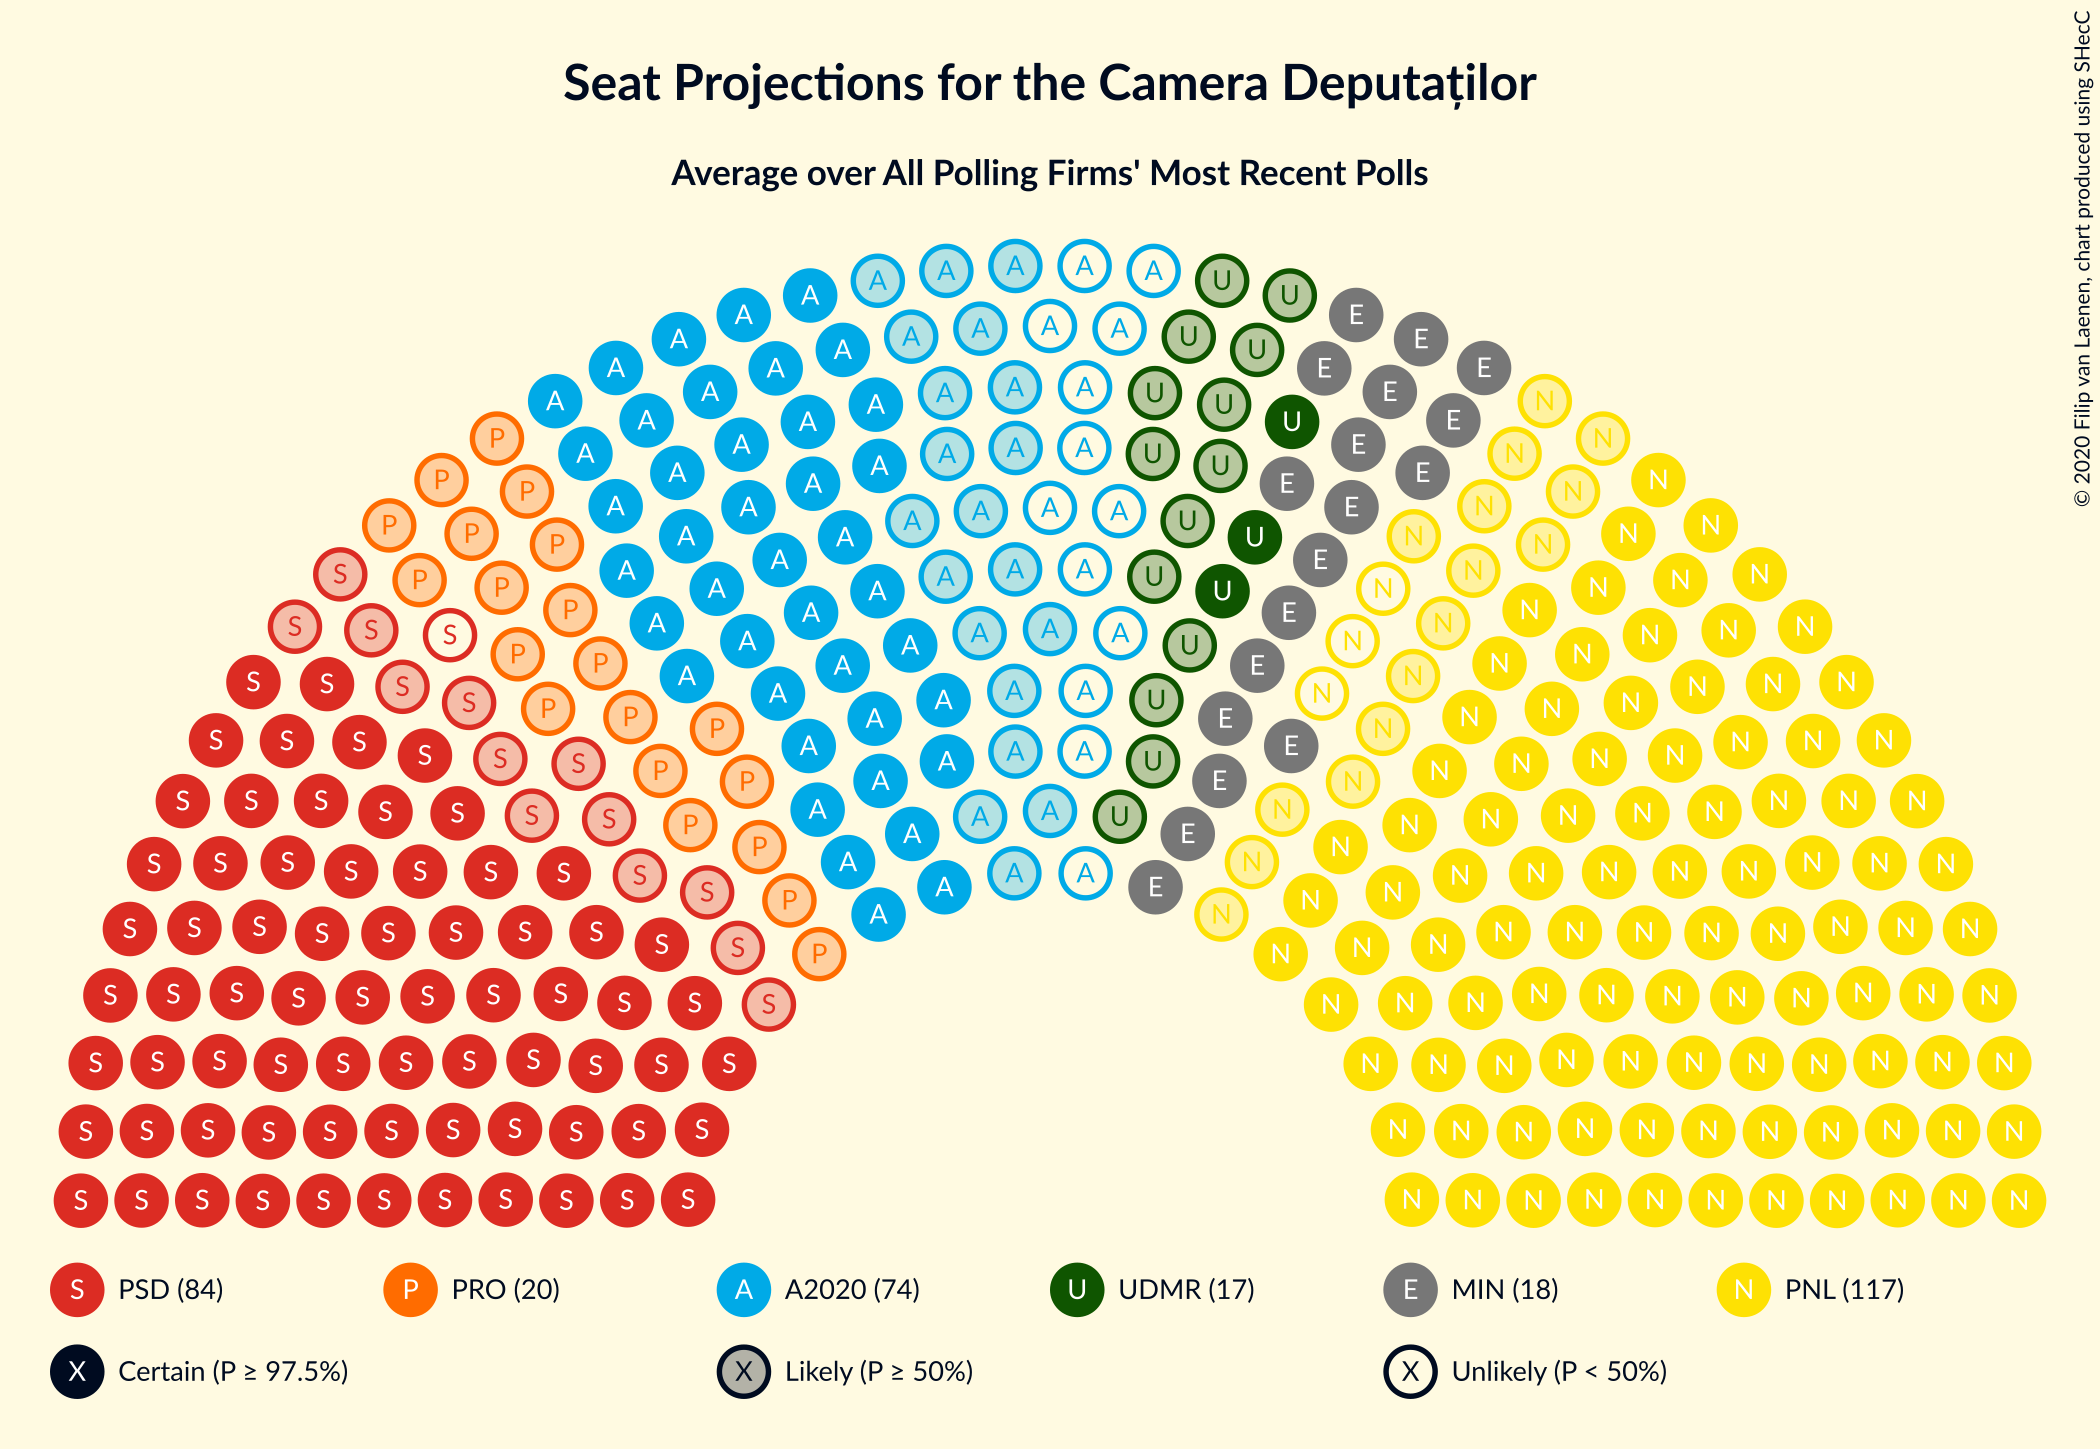 Seat Projections for the Camera Deputaților
Average over All Polling Firms' Most Recent Polls
© 2020 Filip van Laenen, chart produced using SHecC
S PSD (84) P PRO (20) A A2020 (74) U UDMR (17) E MIN (18) N PNL (117)
X Certain (P ≥ 97.5%) X Likely (P ≥ 50%) X Unlikely (P < 50%)